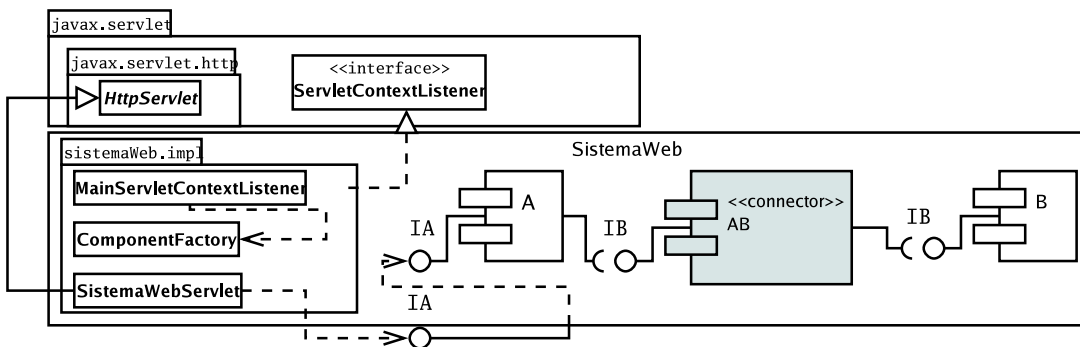 javax.servlet
javax.servlet.http
HttpServlet
<<interface>>
ServletContextListener
SistemaWeb
sistemaWeb.impl
MainServletContextListener
ComponentFactory
SistemaWebServlet
IA
A
IB
<<connector>>
AB
IB
B
IA